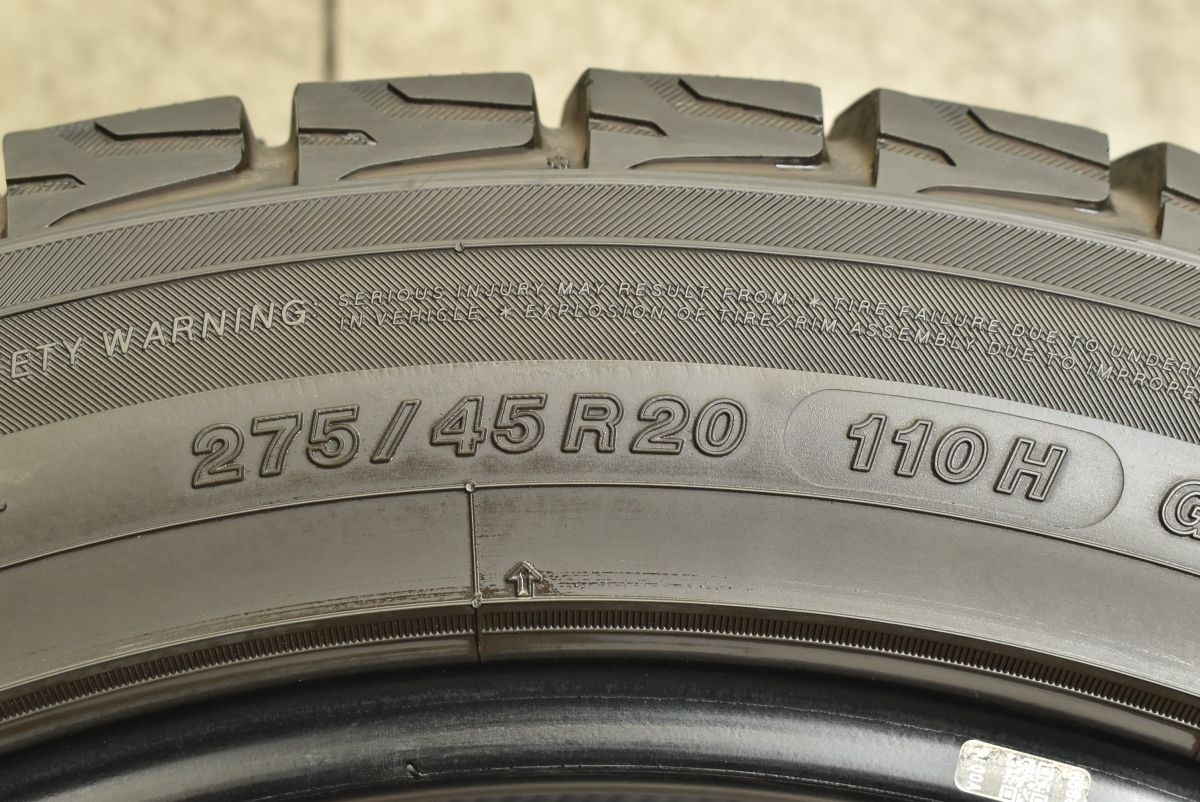 ETY WARNING SERIOUS INJURY MAY RESULT FROM: * TIRE FAILURE DUE TO UNDER
IN VEHICLE. * EXPLOSION OF TIRE/RIM ASSEMBLY DUE TO IMPROPE
275/45R20 110H G